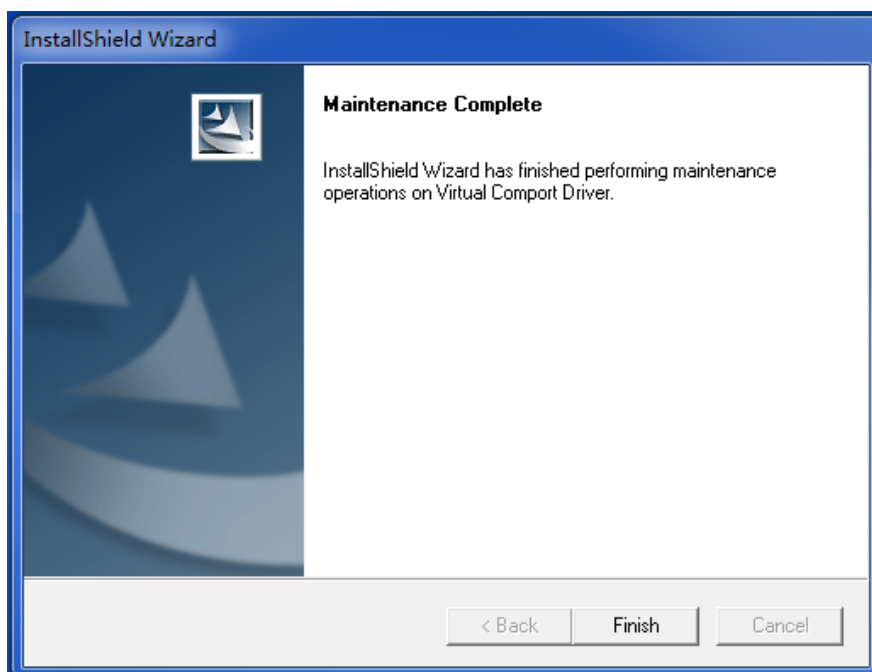 InstallShield Wizard
Maintenance Complete
InstallShield Wizard has finished performing maintenance
operations on Virtual Comport Driver.
< Back Finish Cancel